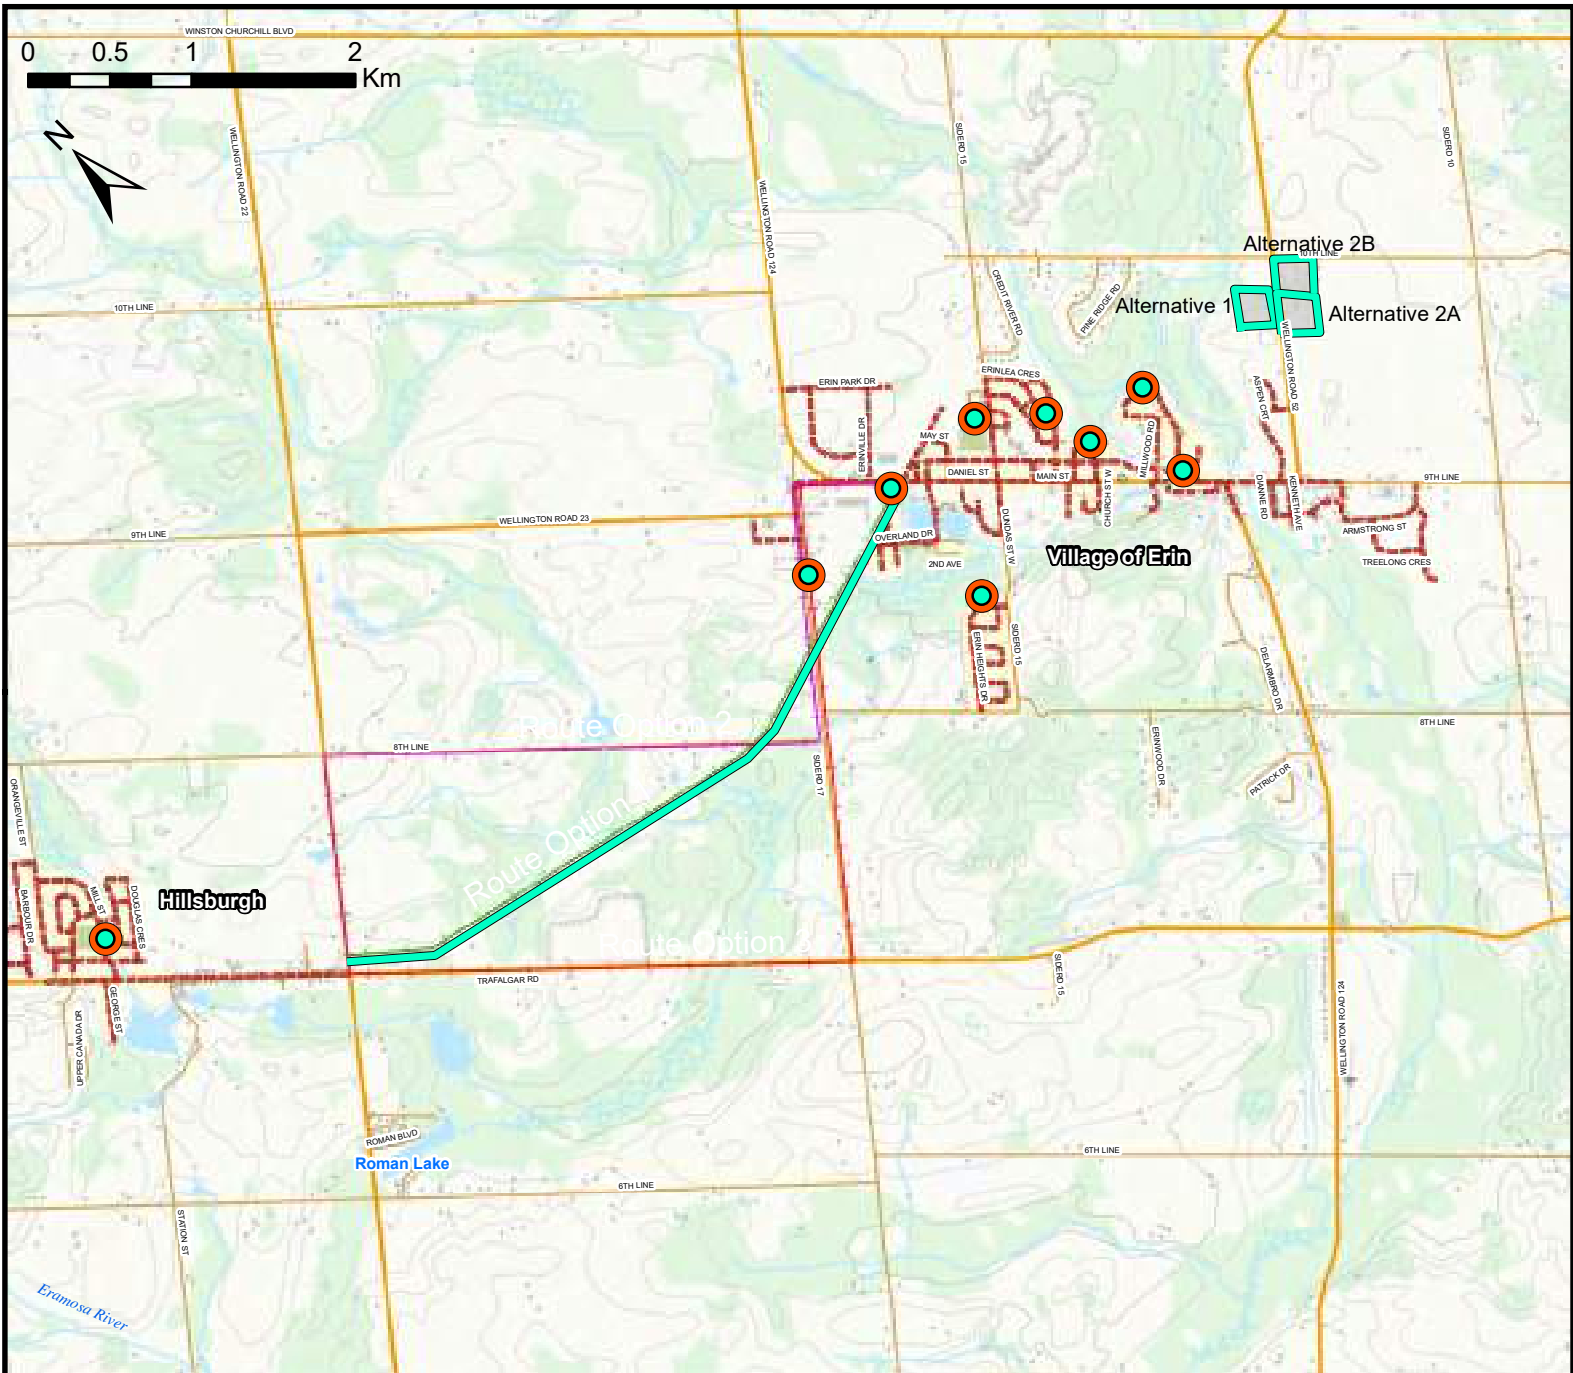 WINSTON CHURCHILL BLVD
0 0.5 1 2
Km
N
WELLINGTON ROAD 22
SIDERD 15
SIDERD 10
WELLINGTON ROAD 124
Alternative 2B
10TH LINE
CREDIT RIVER RD
PINE RIDGE RD
Alternative 1
Alternative 2A
10TH LINE
WELLINGTON ROAD 52
ERINLEA CRES
ERIN PARK DR
ASPEN CRT
ERINVILLE DR
MAY ST
MILLWOOD RD
DANIEL ST
MAIN ST
CHURCH ST W
DIANNE RD
KENNETH AVE
9TH LINE
WELLINGTON ROAD 23
9TH LINE
OVERLAND DR
DUNDAS ST W
ARMSTRONG ST
Village of Erin
2ND AVE
TREELONG CRES
SIDERD 15
ERIN HEIGHTS DR
DELARMBRO DR
Route Option 2
8TH LINE
8TH LINE
SIDERD 17
ERINWOOD DR
PATRICK DR
ORANGEVILLE ST
Route Option
BARBOUR DR
MILL ST
DOUGLAS CRES
Hillsburgh
Route Option
TRAFALGAR RD
SIDERD 15
GEORGE ST
UPPER CANADA DR
WELLINGTON ROAD 124
ROMAN BLVD
Roman Lake
6TH LINE
6TH LINE
STATION ST
Eramosa River